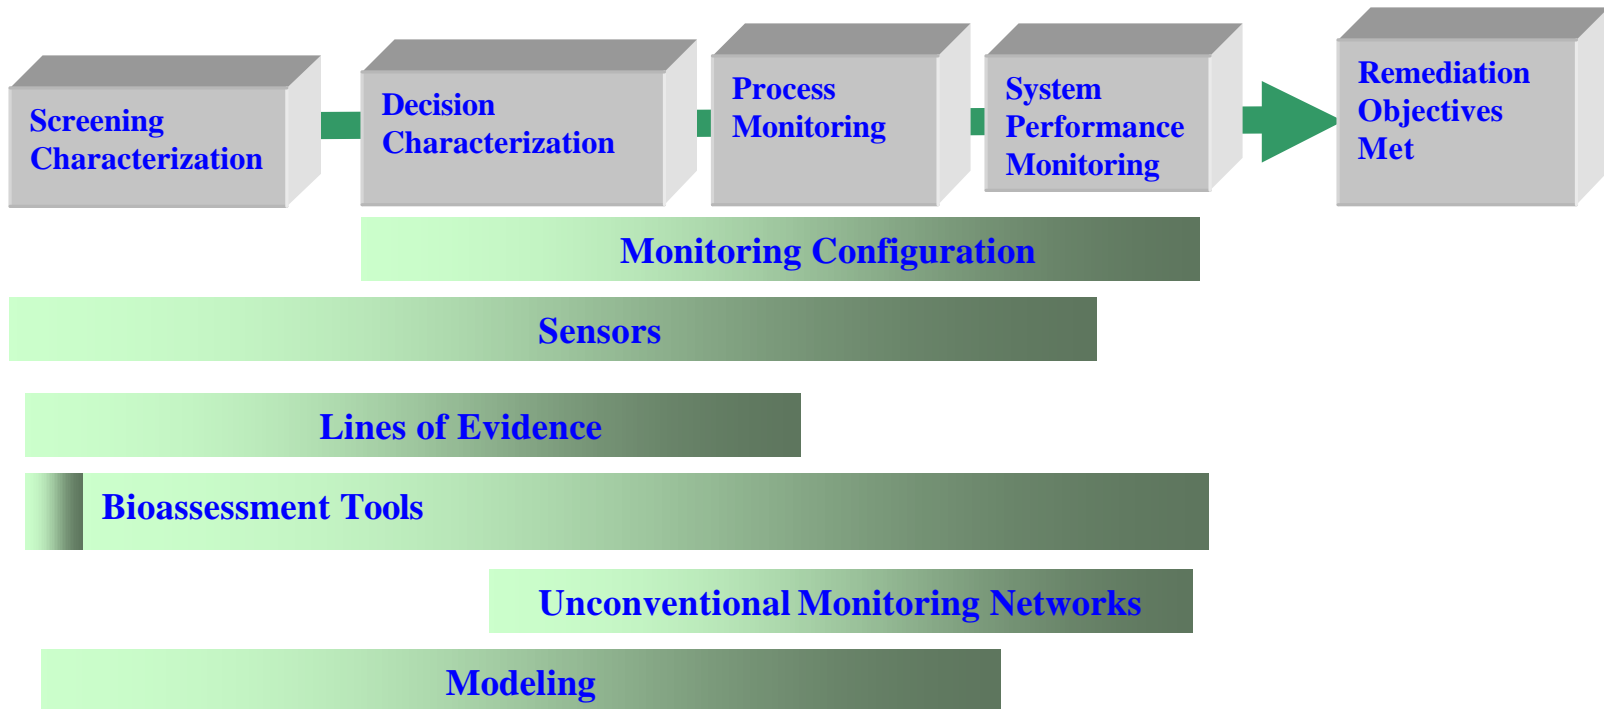 Screening
Characterization
Decision
Characterization
Process
Monitoring
System
Performance
Monitoring
Remediation
Objectives
Met
Monitoring Configuration
Sensors
Lines of Evidence
Bioassessment Tools
Unconventional Monitoring Networks
Modeling